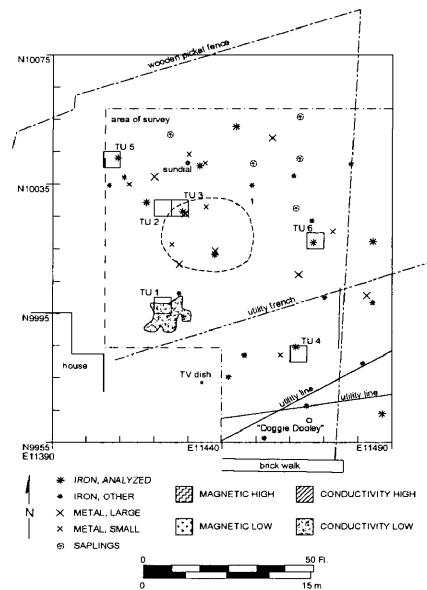 N10075
wooden picket fence
area of survey
TU 5
sundial
N10035
TU 3
1
TU 2
TU 6
TU 1
utility trench
N9995
house
TU 4
TV dish
utility line
utility line
"Doggie Dooley"
N9955
E11390
E11440
E11490
brick walk
N
IRON, ANALYZED
IRON, OTHER
METAL, LARGE
METAL, SMALL
SAPLINGS
MAGNETIC HIGH
CONDUCTIVITY HIGH
MAGNETIC LOW
CONDUCTIVITY LOW
0 50 Ft.
0 15 m